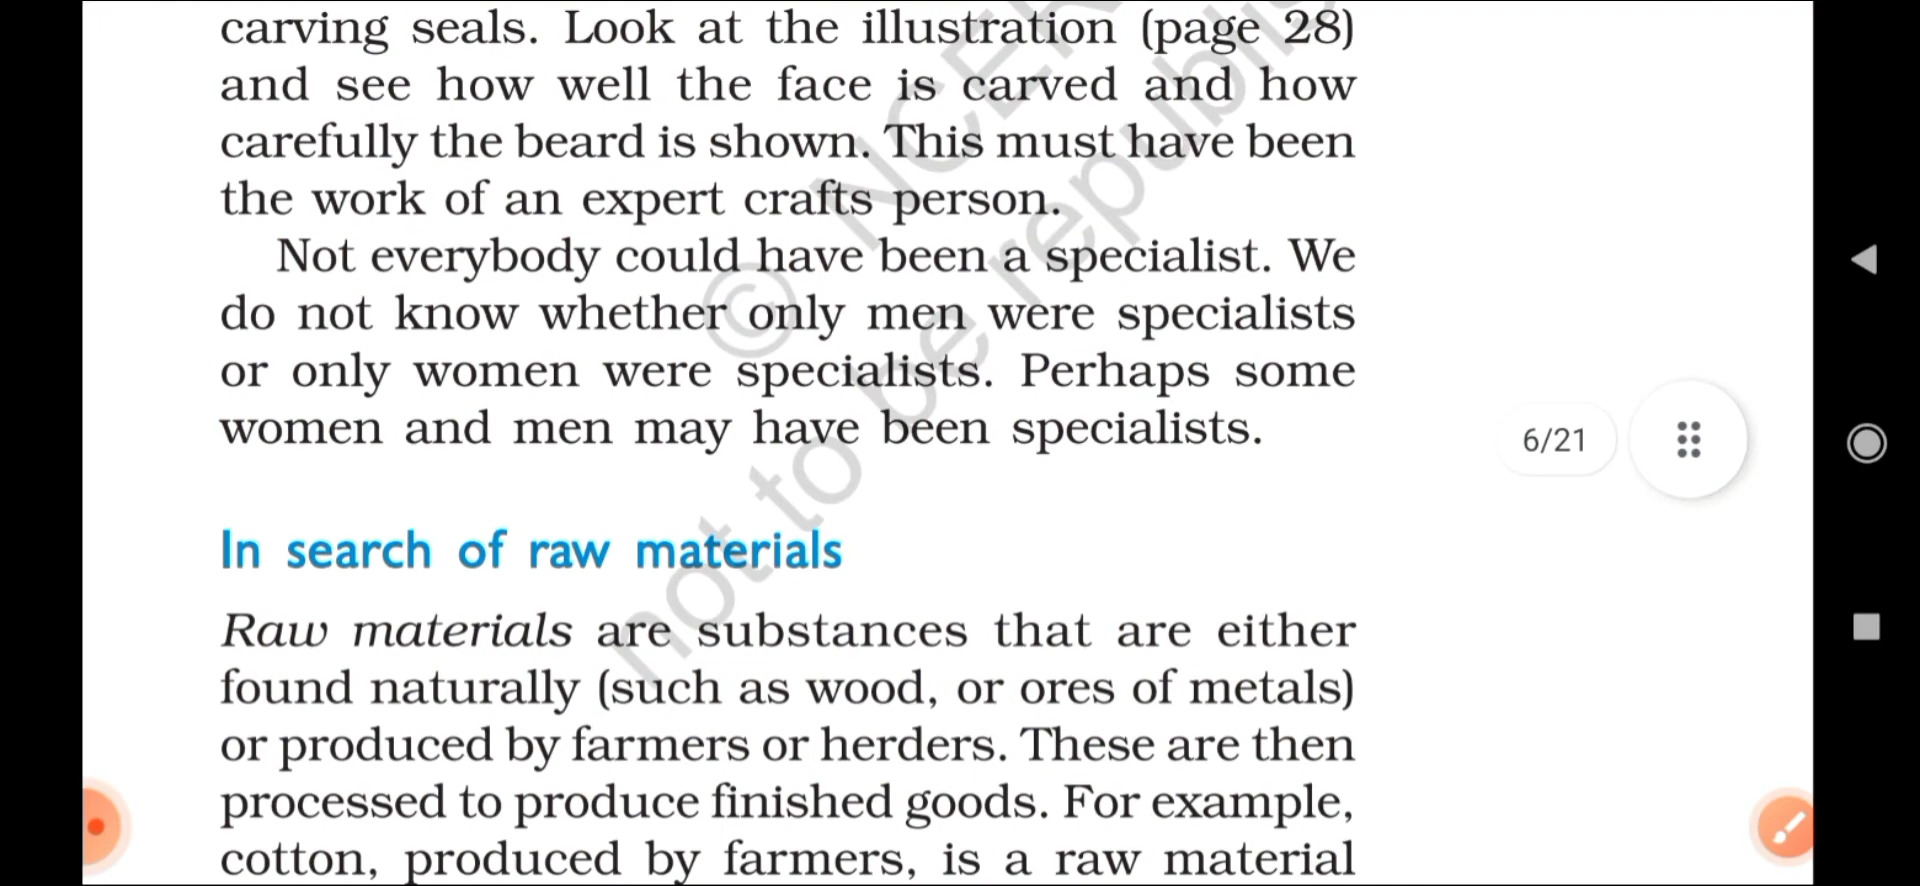 carving seals. Look at the illustration (page 28)
and see how well the face is carved and how
carefully the beard is shown. This must have been
the work of an expert crafts person.
Not everybody could have been a specialist. We
do not know whether only men were specialists
or only women were specialists. Perhaps some
women and men may have been specialists.
6/21
In search of raw materials
Raw materials are substances that are either
found naturally (such as wood, or ores of metals)
or produced by farmers or herders. These are then
processed to produce finished goods. For example,
cotton, produced by farmers, is a raw material
© NCER
not to be republis